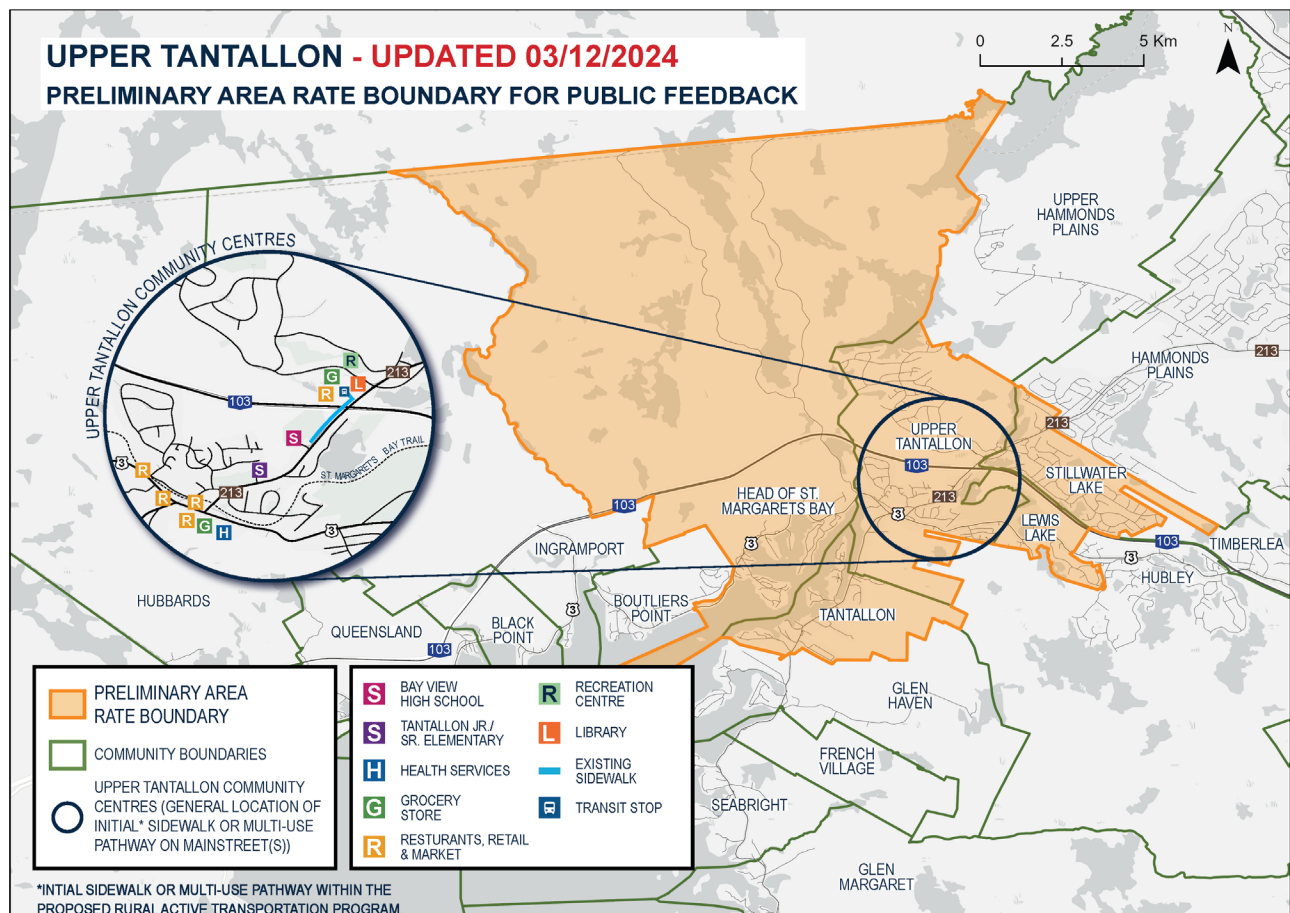 UPPER TANTALLON - UPDATED 03/12/2024
PRELIMINARY AREA RATE BOUNDARY FOR PUBLIC FEEDBACK
0 2.5 5 Km
N
UPPER
HAMMONDS
PLAINS
HAMMONDS
PLAINS
213
213
UPPER TANTALLON COMMUNITY CENTRES
R
G
213
L
R
103
S
ST. MARGARETS BAY TRAIL
3
S
R
R
213
R
R
G
H
3
UPPER
TANTALLON
103
STILLWATER
LAKE
HEAD OF ST.
MARGARETS BAY
213
103
3
LEWIS
LAKE
3
103
TIMBERLEA
INGRAMPORT
3
HUBLEY
HUBBARDS
BOUTLIERS
POINT
3
TANTALLON
QUEENSLAND
BLACK
POINT
103
GLEN
HAVEN
FRENCH
VILLAGE
SEABRIGHT
GLEN
MARGARET
PRELIMINARY AREA
RATE BOUNDARY
COMMUNITY BOUNDARIES
UPPER TANTALLON COMMUNITY
CENTRES (GENERAL LOCATION OF
INITIAL* SIDEWALK OR MULTI-USE
PATHWAY ON MAINSTREET(S))
S BAY VIEW
HIGH SCHOOL
S TANTALLON JR./
SR. ELEMENTARY
H HEALTH SERVICES
G GROCERY
STORE
R RESTURANTS, RETAIL
& MARKET
R RECREATION
CENTRE
L LIBRARY
EXISTING
SIDEWALK
TRANSIT STOP
*INTIAL SIDEWALK OR MULTI-USE PATHWAY WITHIN THE
PROPOSED RURAL ACTIVE TRANSPORTATION PROGRAM